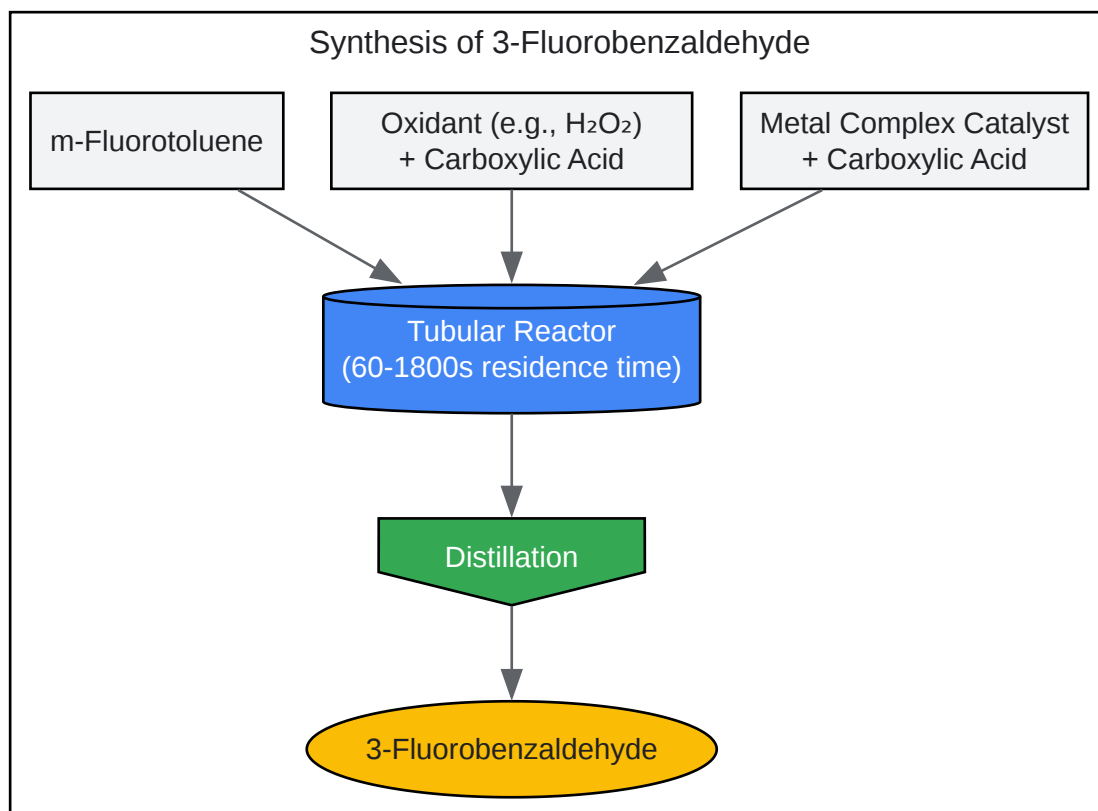 Synthesis of 3-Fluorobenzaldehyde
m-Fluorotoluene
Oxidant (e.g., H₂O₂)
+ Carboxylic Acid
Metal Complex Catalyst
+ Carboxylic Acid
Tubular Reactor
(60-1800s residence time)
Distillation
3-Fluorobenzaldehyde